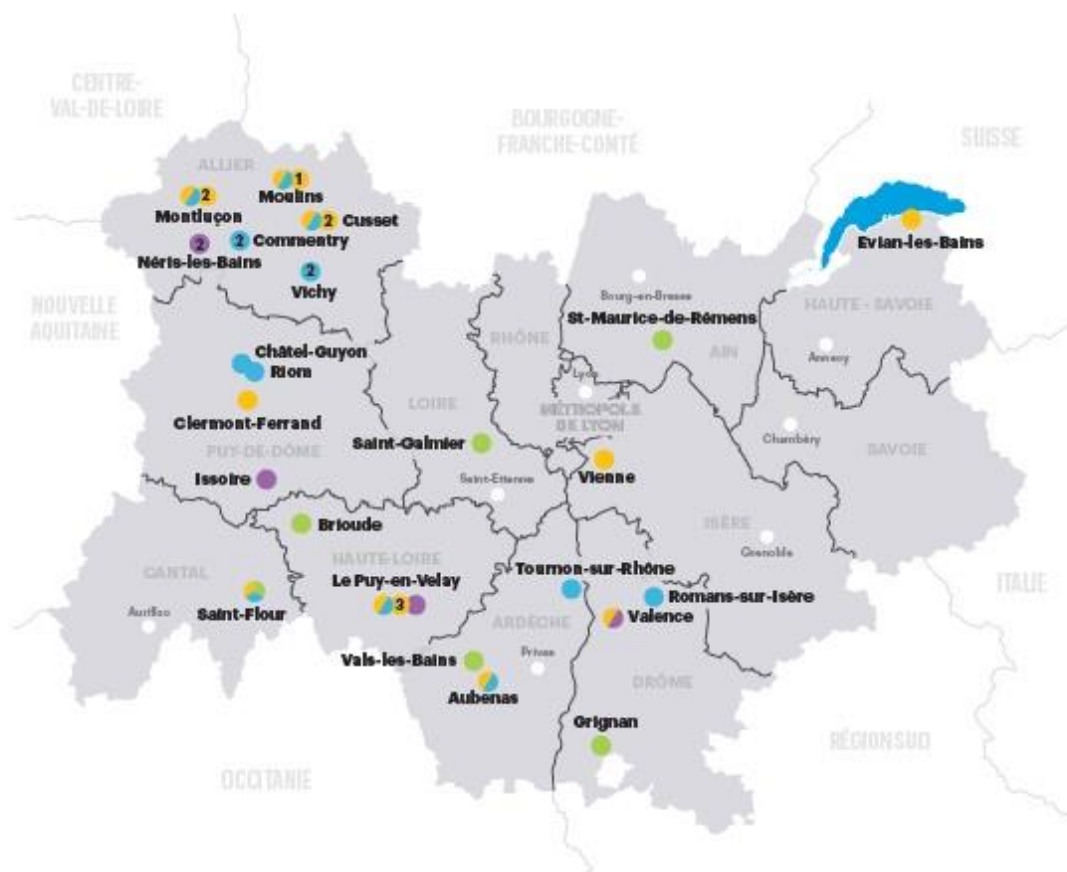 CENTRE-
VAL-DE-LOIRE
BOURGOGNE-
FRANCHE-COMTÉ
SUISSE
ALLIER
2
Montluçon
1
Moulins
2 Cusset
2 Commentry
2
Néris-les-Bains
2
Vichy
Evian-les-Bains
NOUVELLE
AQUITAINE
Bourg-en-Bresse
HAUTE - SAVOIE
St-Maurice-de-Rémens
RHÔNE
AIN
Annecy
Châtel-Guyon
Riom
Lyon
LOIRE
MÉTROPOLE
DE LYON
Clermont-Ferrand
Chambéry
Saint-Galmier
PUY-DE-DÔME
SAVOIE
Vienne
Issoire
Saint-Etienne
Brioude
ISÈRE
Grenoble
HAUTE-LOIRE
CANTAL
Tournon-sur-Rhône
Le Puy-en-Velay
3
ITALIE
Romans-sur-Isère
Saint-Flour
Aurillac
Valence
ARDÈCHE
Vals-les-Bains
Privas
DRÔME
Aubenas
Grignan
RÉGION SUD
OCCITANIE